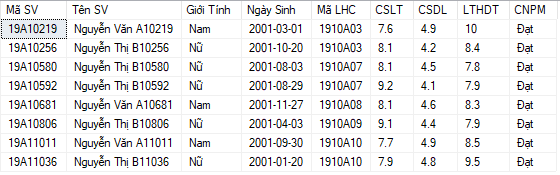 Mã SV Tên SV Giới Tính Ngày Sinh Mã LHC CSLT CSDL LTHDT CNPM
19A10219 Nguyễn Văn A10219 Nam 2001-03-01 1910A03 7.6 4.9 10 Đạt
19A10256 Nguyễn Thị B10256 Nữ 2001-10-20 1910A03 8.1 4.2 8.4 Đạt
19A10580 Nguyễn Thị B10580 Nữ 2001-08-03 1910A07 8.1 4.5 7.8 Đạt
19A10592 Nguyễn Thị B10592 Nữ 2001-08-29 1910A07 9.2 4.1 7.9 Đạt
19A10681 Nguyễn Văn A10681 Nam 2001-11-27 1910A08 8.1 4.6 8.3 Đạt
19A10806 Nguyễn Thị B10806 Nữ 2001-04-03 1910A09 9.1 4.4 7.9 Đạt
19A11011 Nguyễn Văn A11011 Nam 2001-09-30 1910A10 7.7 4.9 8.5 Đạt
19A11036 Nguyễn Thị B11036 Nữ 2001-01-20 1910A10 7.9 4.8 9.5 Đạt